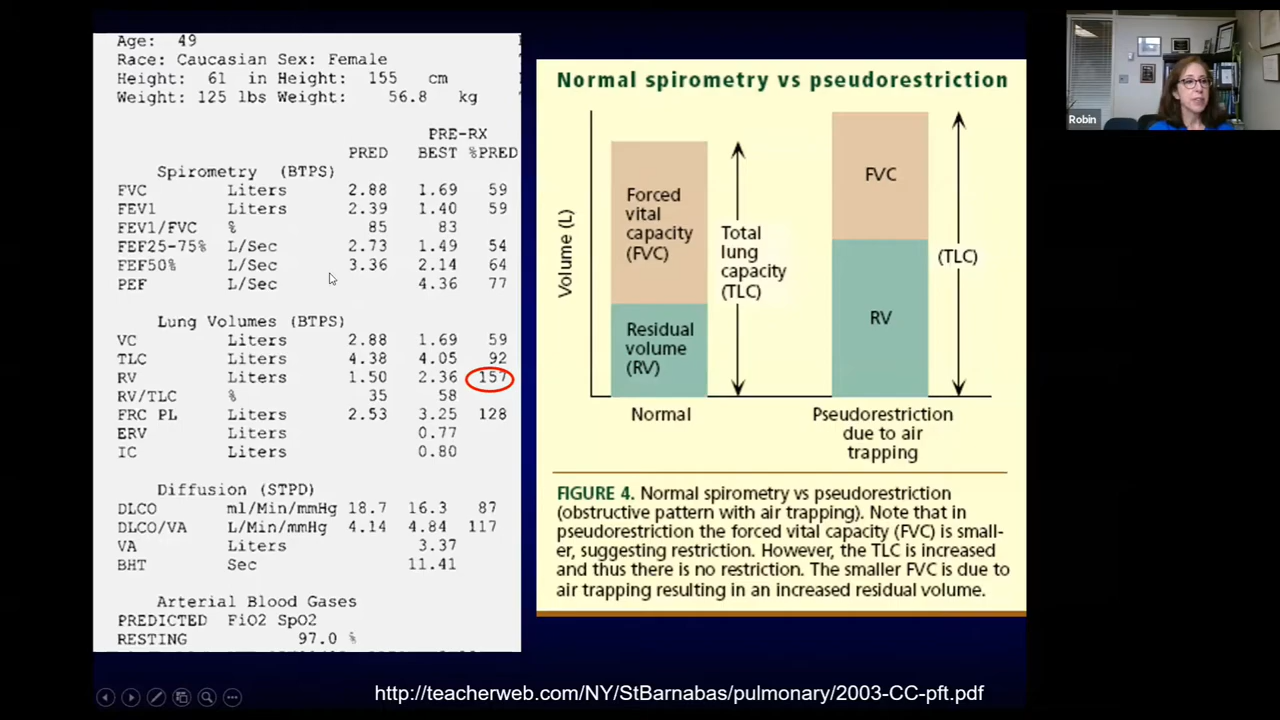 Age: 49
Race: Caucasian Sex: Female
Height: 61 in Height: 155 cm
Weight: 125 lbs Weight: 56.8 kg
PRE-RX
PRED BEST %PRED
Spirometry (BTPS)
FVC Liters 2.88 1.69 59
FEV1 Liters 2.39 1.40 59
FEV1/FVC % 85 83
FEF25-75% L/Sec 2.73 1.49 54
FEF50% L/Sec 3.36 2.14 64
PEF L/Sec 4.36 77
Lung Volumes (BTPS)
VC Liters 2.88 1.69 59
TLC Liters 4.38 4.05 92
RV Liters 1.50 2.36 157
RV/TLC % 35 58
FRC PL Liters 2.53 3.25 128
ERV Liters 0.77
IC Liters 0.80
Diffusion (STPD)
DLCO ml/Min/mmHg 18.7 16.3 87
DLCO/VA L/Min/mmHg 4.14 4.84 117
VA Liters 3.37
BHT Sec 11.41
Arterial Blood Gases
PREDICTED FiO2 SpO2
RESTING 97.0 %
Normal spirometry vs pseudorestriction
Volume (L)
Forced
vital
capacity
(FVC)
Residual
volume
(RV)
Total
lung
capacity
(TLC)
FVC
RV
(TLC)
Normal
Pseudorestriction
due to air
trapping
FIGURE 4. Normal spirometry vs pseudorestriction
(obstructive pattern with air trapping). Note that in
pseudorestriction the forced vital capacity (FVC) is small-
er, suggesting restriction. However, the TLC is increased
and thus there is no restriction. The smaller FVC is due to
air trapping resulting in an increased residual volume.
http://teacherweb.com/NY/StBarnabas/pulmonary/2003-CC-pft.pdf
Robin